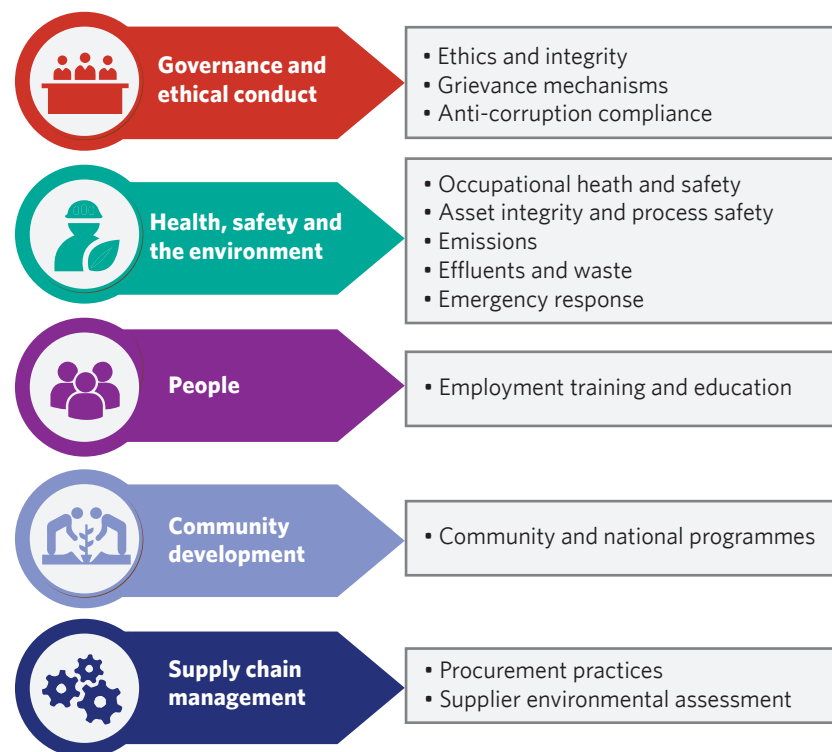 Governance and
ethical conduct
• Ethics and integrity
• Grievance mechanisms
• Anti-corruption compliance
Health, safety and
the environment
• Occupational heath and safety
• Asset integrity and process safety
• Emissions
• Effluents and waste
• Emergency response
People
• Employment training and education
Community
development
• Community and national programmes
Supply chain
management
• Procurement practices
• Supplier environmental assessment